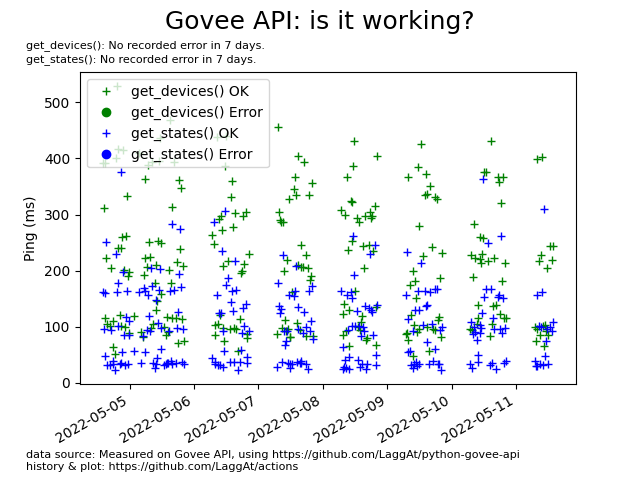 Govee API: is it working?
get_devices(): No recorded error in 7 days.
get_states(): No recorded error in 7 days.
get_devices() OK
get_devices() Error
get_states() OK
get_states() Error
Ping (ms)
500
400
300
200
100
0
2022-05-05
2022-05-06
2022-05-07
2022-05-08
2022-05-09
2022-05-10
2022-05-11
data source: Measured on Govee API, using https://github.com/LaggAt/python-govee-api
history & plot: https://github.com/LaggAt/actions